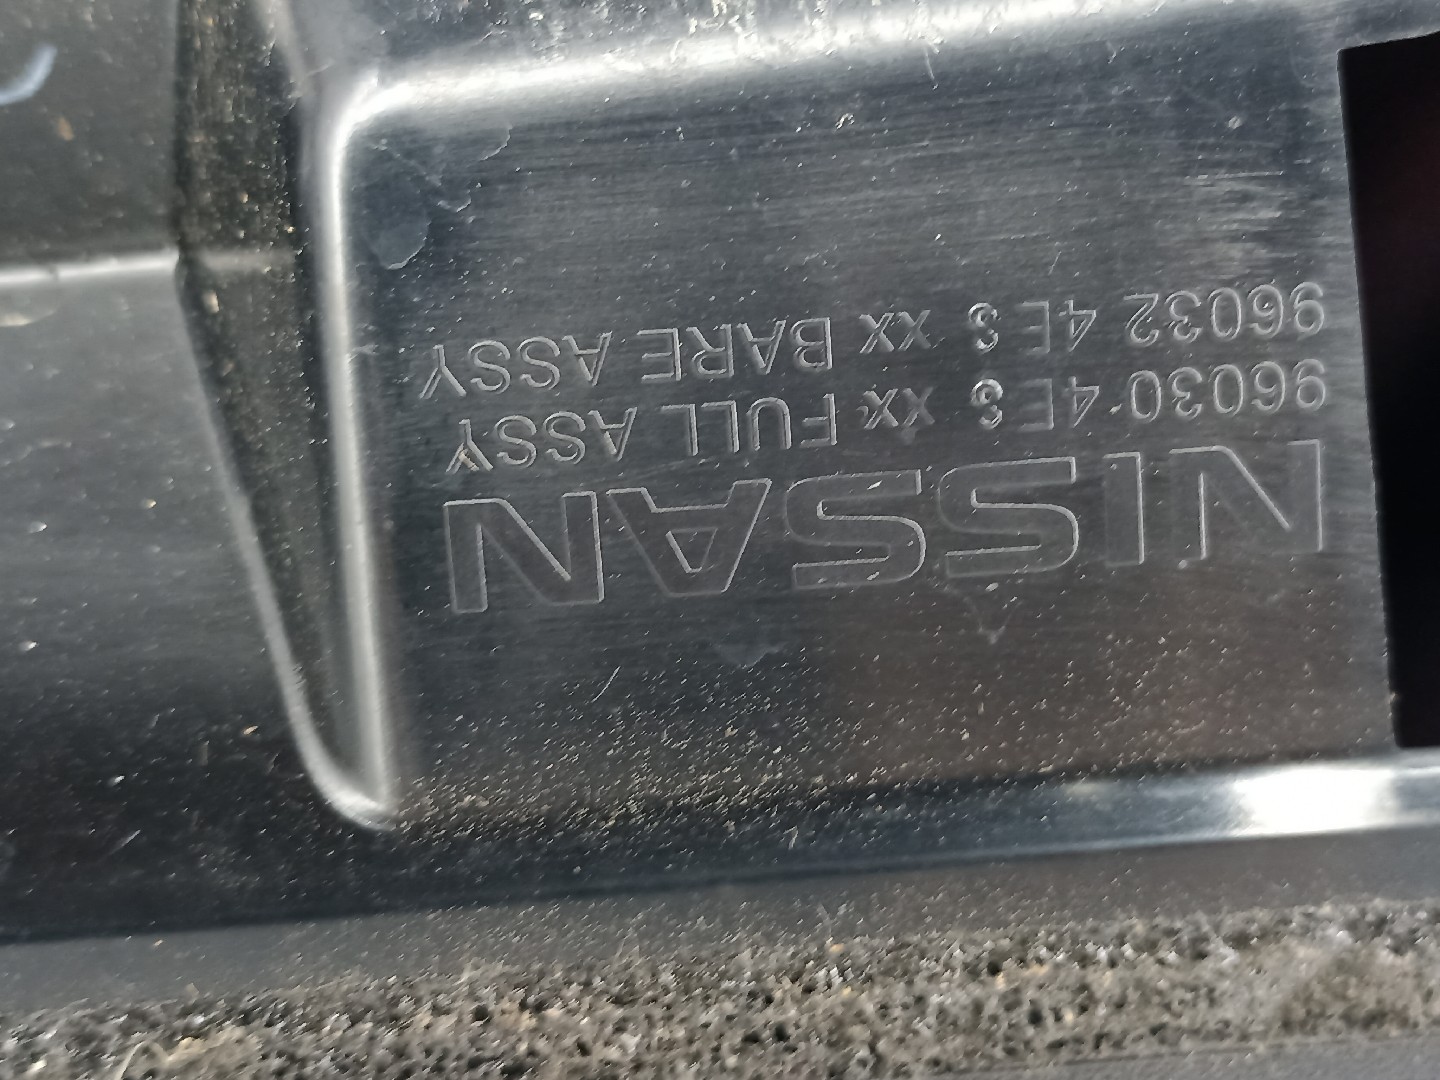 NISSAN
96030 4E3 xx FULL ASSY
96032 4E3 xx BARE ASSY